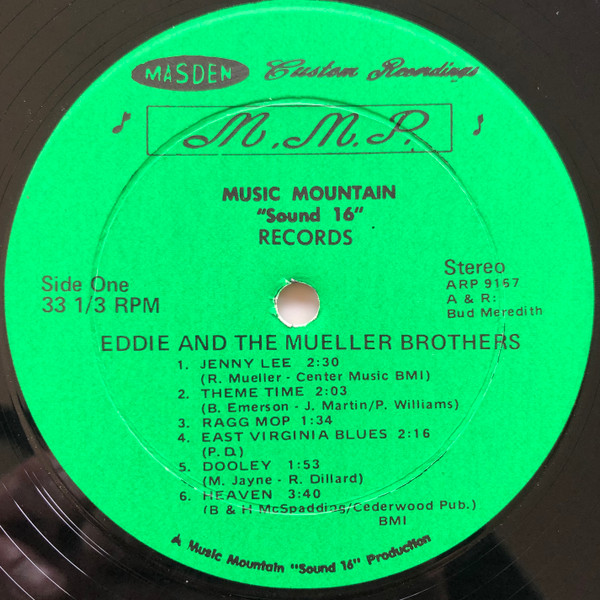 MASDEN Custom Recordings
M.M.P.
MUSIC MOUNTAIN
"Sound 16"
RECORDS
Side One
33 1/3 RPM
Stereo
ARP 9167
A & R:
Bud Meredith
EDDIE AND THE MUELLER BROTHERS
1. JENNY LEE 2:30
(R. Mueller - Center Music BMI)
2. THEME TIME 2:03
(B. Emerson - J. Martin/P. Williams)
3. RAGG MOP 1:34
4. EAST VIRGINIA BLUES 2:16
(P.D.)
5. DOOLEY 1:53
(M. Jayne - R. Dillard)
6. HEAVEN 3:40
(B & H McSpadding/Cederwood Pub.)
BMI
A Music Mountain "Sound 16" Production